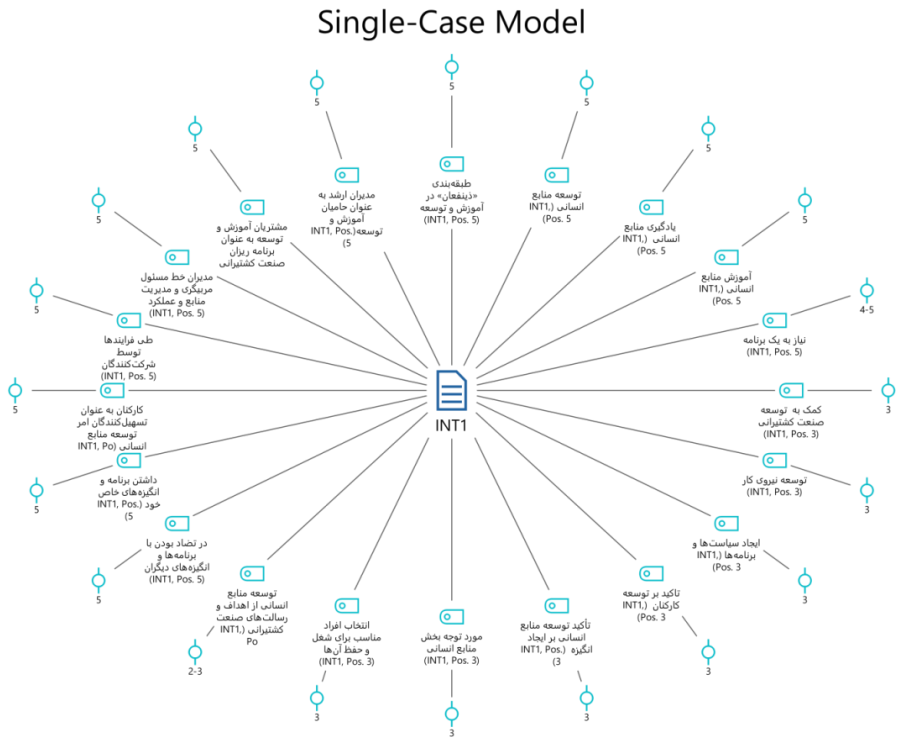 Single-Case Model
5
طبقه‌بندی
«ذینفعان» در
آموزش و توسعه
(INT1, Pos. 5)
5
توسعه منابع
انسانی (INT1,
Pos. 5)
5
یادگیری منابع
انسانی (INT1,
Pos. 5)
5
آموزش منابع
انسانی (INT1,
Pos. 5)
4-5
نیاز به یک برنامه
(INT1, Pos. 5)
3
کمک به توسعه
صنعت کشتیرانی
(INT1, Pos. 3)
3
توسعه نیروی کار
(INT1, Pos. 3)
3
ایجاد سیاست‌ها و
برنامه‌ها (INT1,
Pos. 3
3
تاکید بر توسعه
کارکنان (INT1,
Pos. 3
3
تأکید توسعه منابع
انسانی بر ایجاد
انگیزه (INT1, Pos.
3)
3
مورد توجه بخش
منابع انسانی
(INT1, Pos. 3)
3
انتخاب افراد
مناسب برای شغل
و حفظ آن‌ها
(INT1, Pos. 3)
2-3
توسعه منابع
انسانی از اهداف و
رسالت‌های صنعت
کشتیرانی (INT1,
Po
5
در تضاد بودن با
برنامه‌ها و
انگیزه‌های دیگران
(INT1, Pos. 5)
5
داشتن برنامه و
انگیزه‌های خاص
خود (INT1, Pos.
5)
5
کارکنان به عنوان
تسهیل‌کنندگان امر
توسعه منابع
انسانی (INT1, Po
5
طی فرایندها
توسط
شرکت‌کنندگان
(INT1, Pos. 5)
5
مدیران خط مسئول
مربیگری و مدیریت
منابع و عملکرد
(INT1, Pos. 5)
5
مشتریان آموزش و
توسعه به عنوان
برنامه ریزان
صنعت کشتیرانی
5
مدیران ارشد به
عنوان حامیان
آموزش و
توسعه(INT1, Pos.
5)
INT1